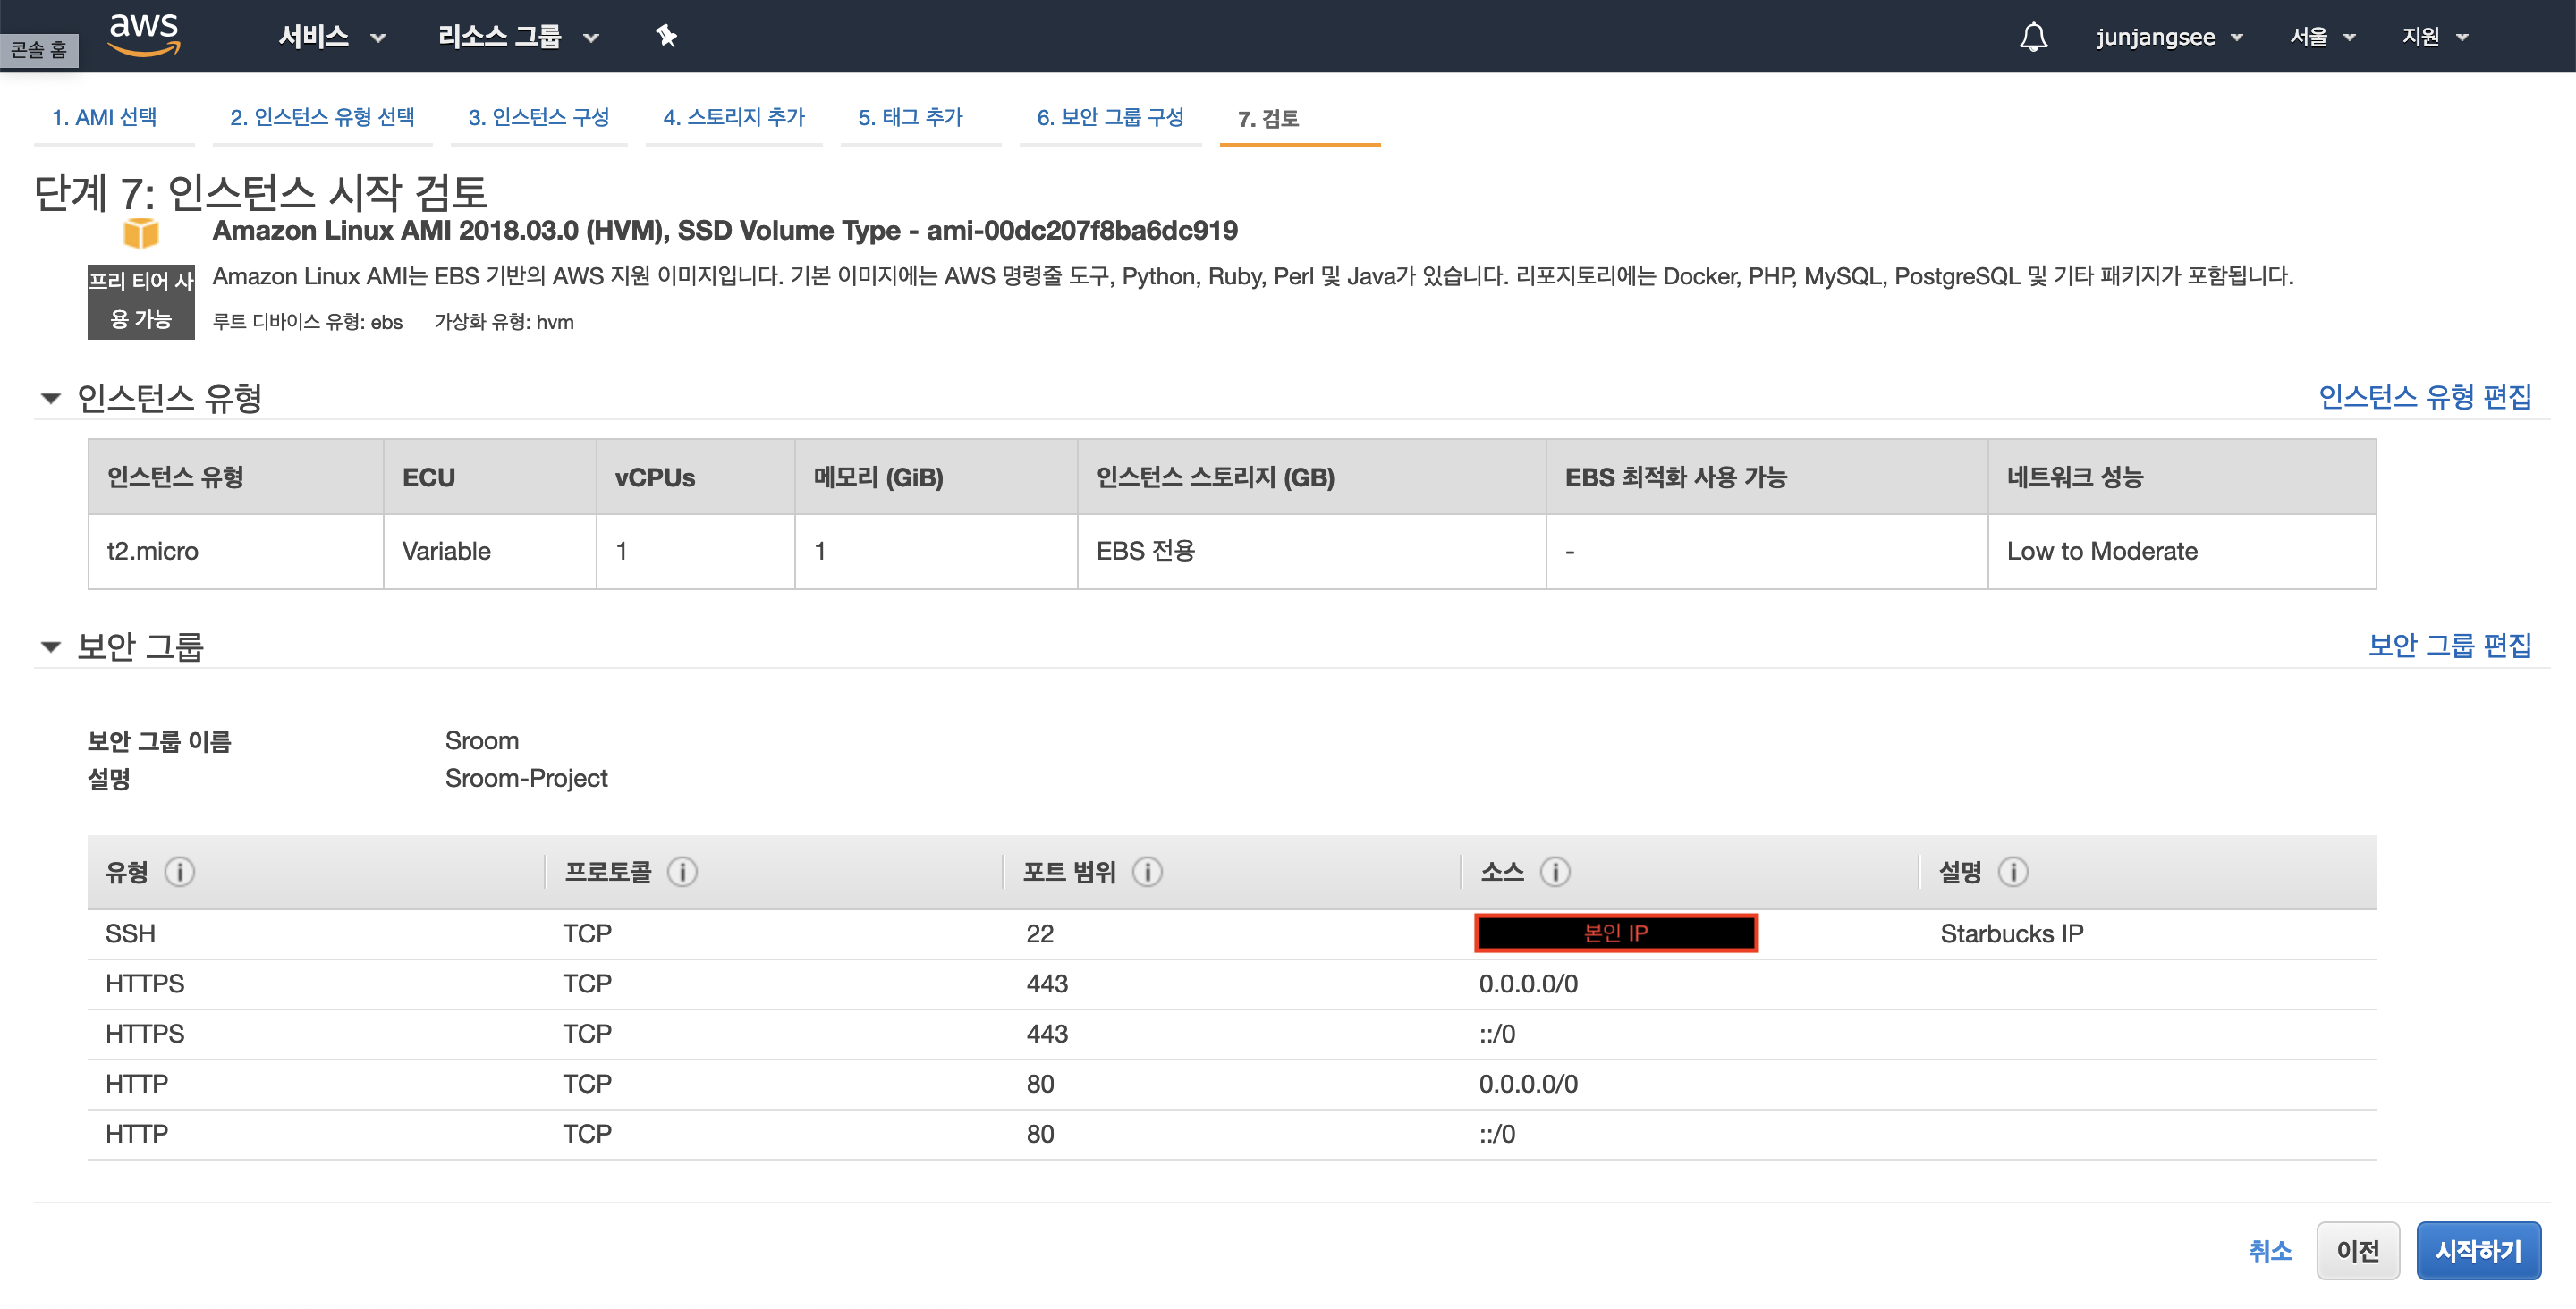 콘솔 홈
aws 서비스 리소스 그룹 junjangsee 서울 지원
1. AMI 선택 2. 인스턴스 유형 선택 3. 인스턴스 구성 4. 스토리지 추가 5. 태그 추가 6. 보안 그룹 구성 7. 검토
단계 7: 인스턴스 시작 검토
Amazon Linux AMI 2018.03.0 (HVM), SSD Volume Type - ami-00dc207f8ba6dc919
프리 티어 사
용 가능
Amazon Linux AMI는 EBS 기반의 AWS 지원 이미지입니다. 기본 이미지에는 AWS 명령줄 도구, Python, Ruby, Perl 및 Java가 있습니다. 리포지토리에는 Docker, PHP, MySQL, PostgreSQL 및 기타 패키지가 포함됩니다.
루트 디바이스 유형: ebs 가상화 유형: hvm
인스턴스 유형 인스턴스 유형 편집
인스턴스 유형 ECU vCPUs 메모리 (GiB) 인스턴스 스토리지 (GB) EBS 최적화 사용 가능 네트워크 성능
t2.micro Variable 1 1 EBS 전용 - Low to Moderate
보안 그룹 보안 그룹 편집
보안 그룹 이름 Sroom
설명 Sroom-Project
유형 프로토콜 포트 범위 소스 설명
SSH TCP 22 본인 IP Starbucks IP
HTTPS TCP 443 0.0.0.0/0
HTTPS TCP 443 ::/0
HTTP TCP 80 0.0.0.0/0
HTTP TCP 80 ::/0
취소 이전 시작하기